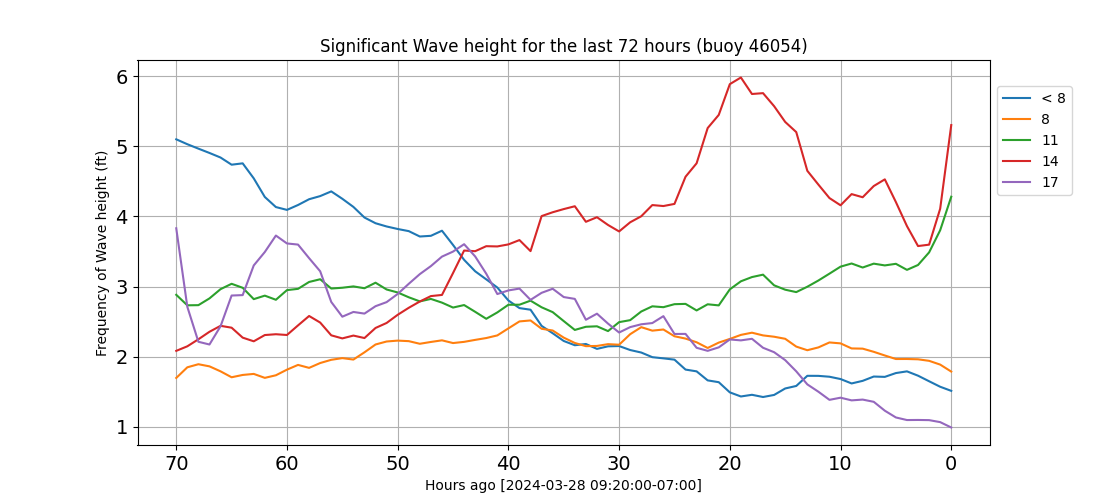 Significant Wave height for the last 72 hours (buoy 46054)
Frequency of Wave height (ft)
6
5
4
3
2
1
70 60 50 40 30 20 10 0
Hours ago [2024-03-28 09:20:00-07:00]
< 8
8
11
14
17